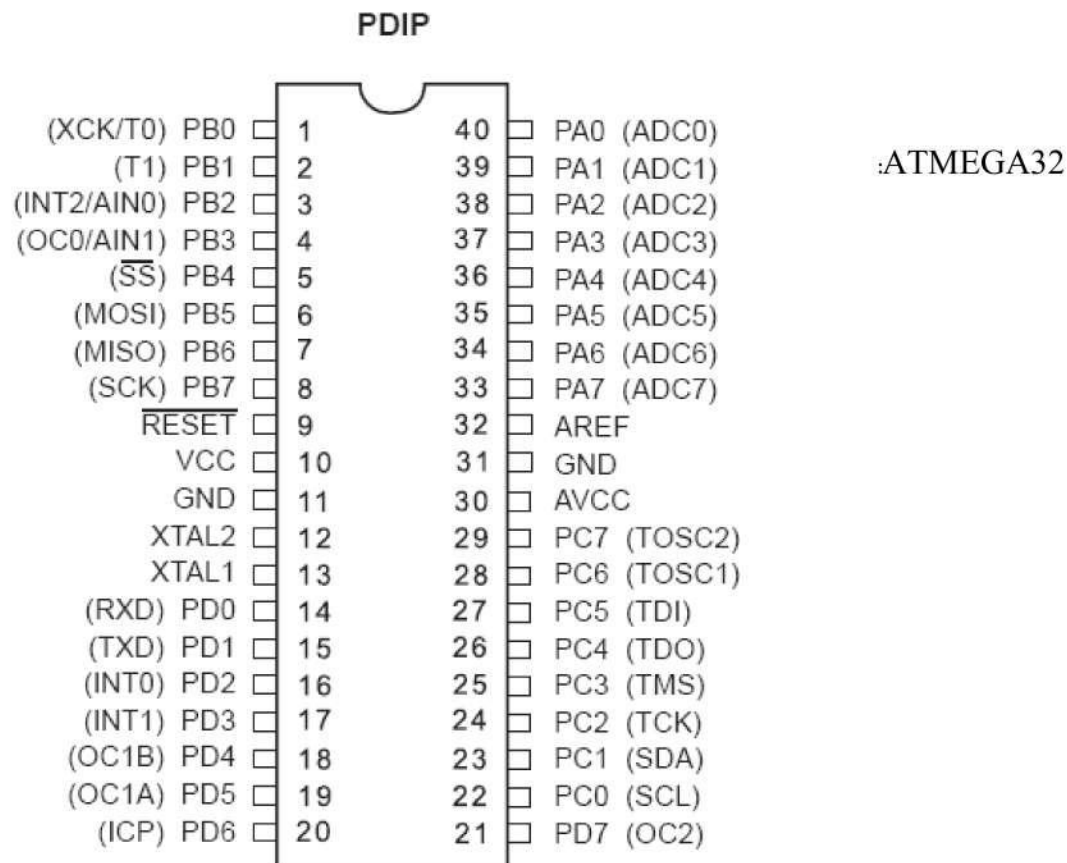 PDIP
:ATMEGA32
(XCK/T0) PB0 1 40 PA0 (ADC0)
(T1) PB1 2 39 PA1 (ADC1)
(INT2/AIN0) PB2 3 38 PA2 (ADC2)
(OC0/AIN1) PB3 4 37 PA3 (ADC3)
(SS) PB4 5 36 PA4 (ADC4)
(MOSI) PB5 6 35 PA5 (ADC5)
(MISO) PB6 7 34 PA6 (ADC6)
(SCK) PB7 8 33 PA7 (ADC7)
RESET 9 32 AREF
VCC 10 31 GND
GND 11 30 AVCC
XTAL2 12 29 PC7 (TOSC2)
XTAL1 13 28 PC6 (TOSC1)
(RXD) PD0 14 27 PC5 (TDI)
(TXD) PD1 15 26 PC4 (TDO)
(INT0) PD2 16 25 PC3 (TMS)
(INT1) PD3 17 24 PC2 (TCK)
(OC1B) PD4 18 23 PC1 (SDA)
(OC1A) PD5 19 22 PC0 (SCL)
(ICP) PD6 20 21 PD7 (OC2)